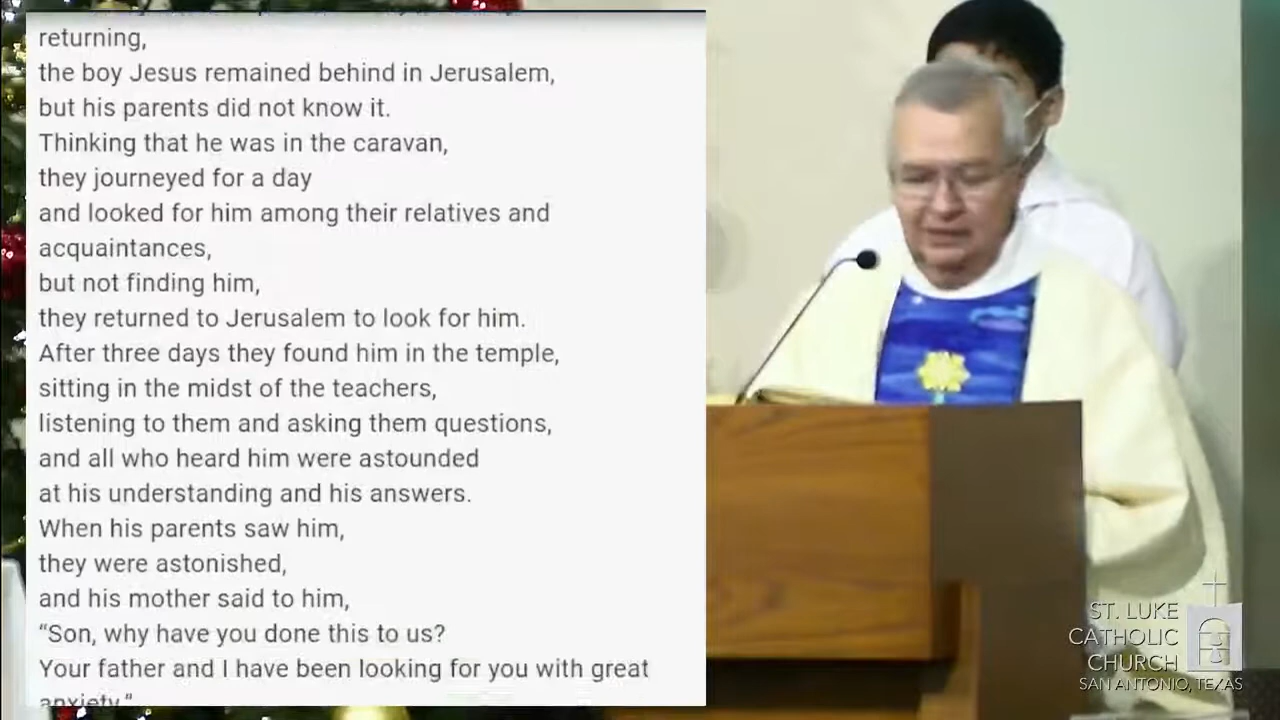 returning,
the boy Jesus remained behind in Jerusalem,
but his parents did not know it.
Thinking that he was in the caravan,
they journeyed for a day
and looked for him among their relatives and
acquaintances,
but not finding him,
they returned to Jerusalem to look for him.
After three days they found him in the temple,
sitting in the midst of the teachers,
listening to them and asking them questions,
and all who heard him were astounded
at his understanding and his answers.
When his parents saw him,
they were astonished,
and his mother said to him,
“Son, why have you done this to us?
Your father and I have been looking for you with great
anxiety.”
ST. LUKE
CATHOLIC
CHURCH
SAN ANTONIO, TEXAS